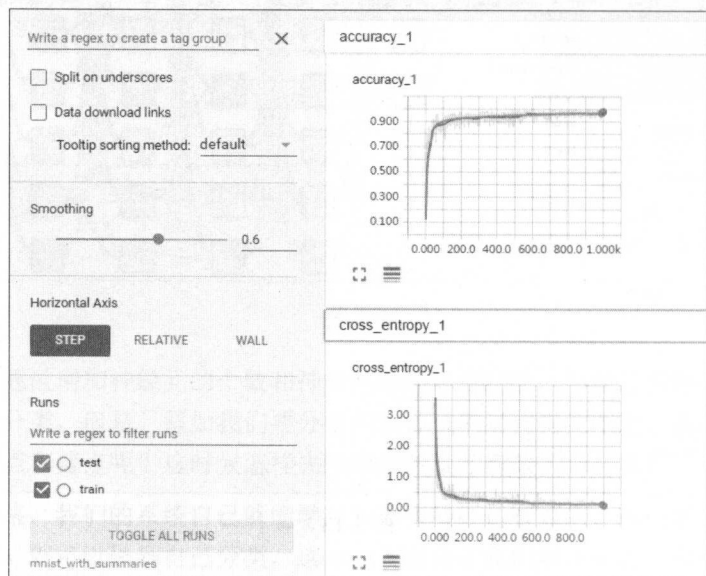 Write a regex to create a tag group
Split on underscores
Data download links
Tooltip sorting method: default
Smoothing
0.6
Horizontal Axis
STEP RELATIVE WALL
Runs
Write a regex to filter runs
test
train
TOGGLE ALL RUNS
mnist_with_summaries
accuracy_1
accuracy_1
0.900
0.700
0.500
0.300
0.100
0.000 200.0 400.0 600.0 800.0 1.000k
cross_entropy_1
cross_entropy_1
3.00
2.00
1.00
0.00
0.000 200.0 400.0 600.0 800.0